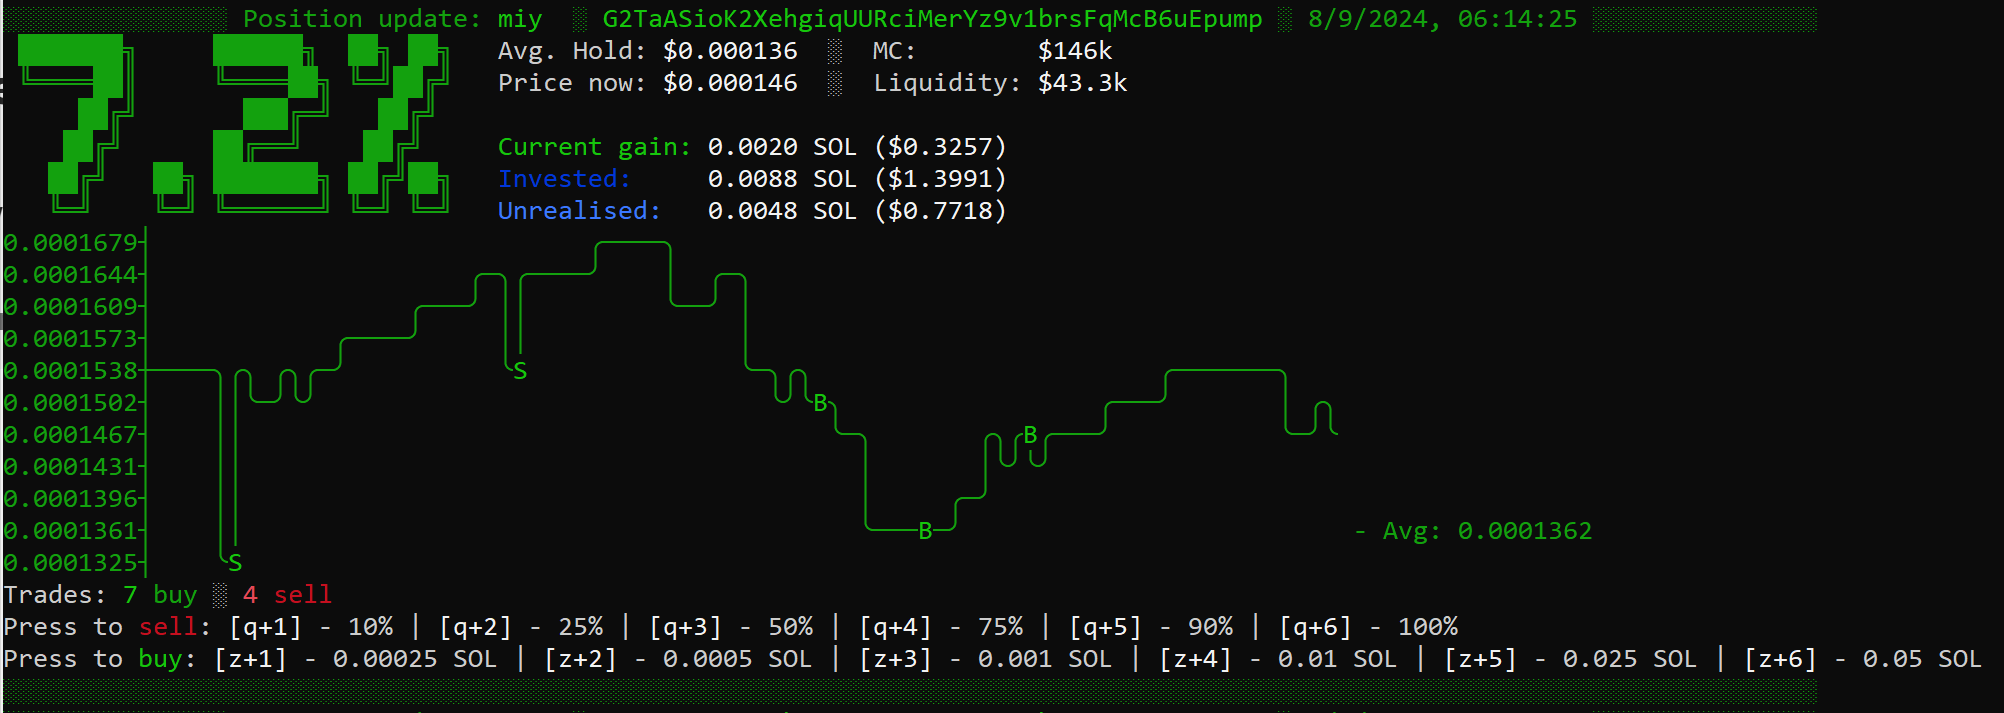 Position update: miy ░ G2TaASioK2XehgiqUURciMerYz9v1brsFqMcB6uEpump ░ 8/9/2024, 06:14:25
7.2%
Avg. Hold: $0.000136 ░ MC: $146k
Price now: $0.000146 ░ Liquidity: $43.3k
Current gain: 0.0020 SOL ($0.3257)
Invested: 0.0088 SOL ($1.3991)
Unrealised: 0.0048 SOL ($0.7718)
0.0001679
0.0001644
0.0001609
0.0001573
0.0001538 S
0.0001502 B
0.0001467 B
0.0001431
0.0001396
0.0001361 B - Avg: 0.0001362
0.0001325 S
Trades: 7 buy ░ 4 sell
Press to sell: [q+1] - 10% | [q+2] - 25% | [q+3] - 50% | [q+4] - 75% | [q+5] - 90% | [q+6] - 100%
Press to buy: [z+1] - 0.00025 SOL | [z+2] - 0.0005 SOL | [z+3] - 0.001 SOL | [z+4] - 0.01 SOL | [z+5] - 0.025 SOL | [z+6] - 0.05 SOL